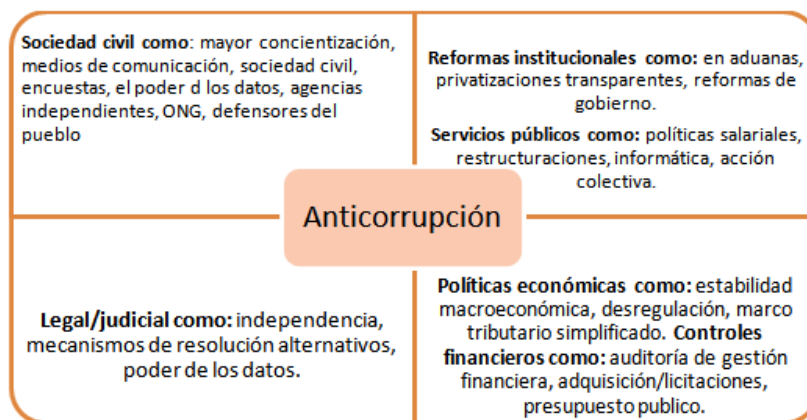 Sociedad civil como: mayor concientización,
medios de comunicación, sociedad civil,
encuestas, el poder d los datos, agencias
independientes, ONG, defensores del
pueblo
Reformas institucionales como: en aduanas,
privatizaciones transparentes, reformas de
gobierno.
Servicios públicos como: políticas salariales,
restructuraciones, informática, acción
colectiva.
Anticorrupción
Legal/judicial como: independencia,
mecanismos de resolución alternativos,
poder de los datos.
Políticas económicas como: estabilidad
macroeconómica, desregulación, marco
tributario simplificado. Controles
financieros como: auditoría de gestión
financiera, adquisición/licitaciones,
presupuesto publico.